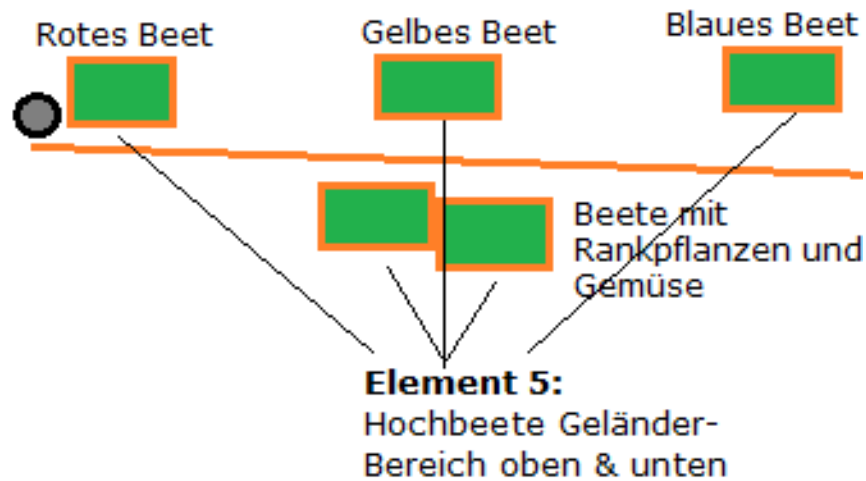 Rotes Beet
Gelbes Beet
Blaues Beet
Beete mit
Rankpflanzen und
Gemüse
Element 5:
Hochbeete Geländer-
Bereich oben & unten